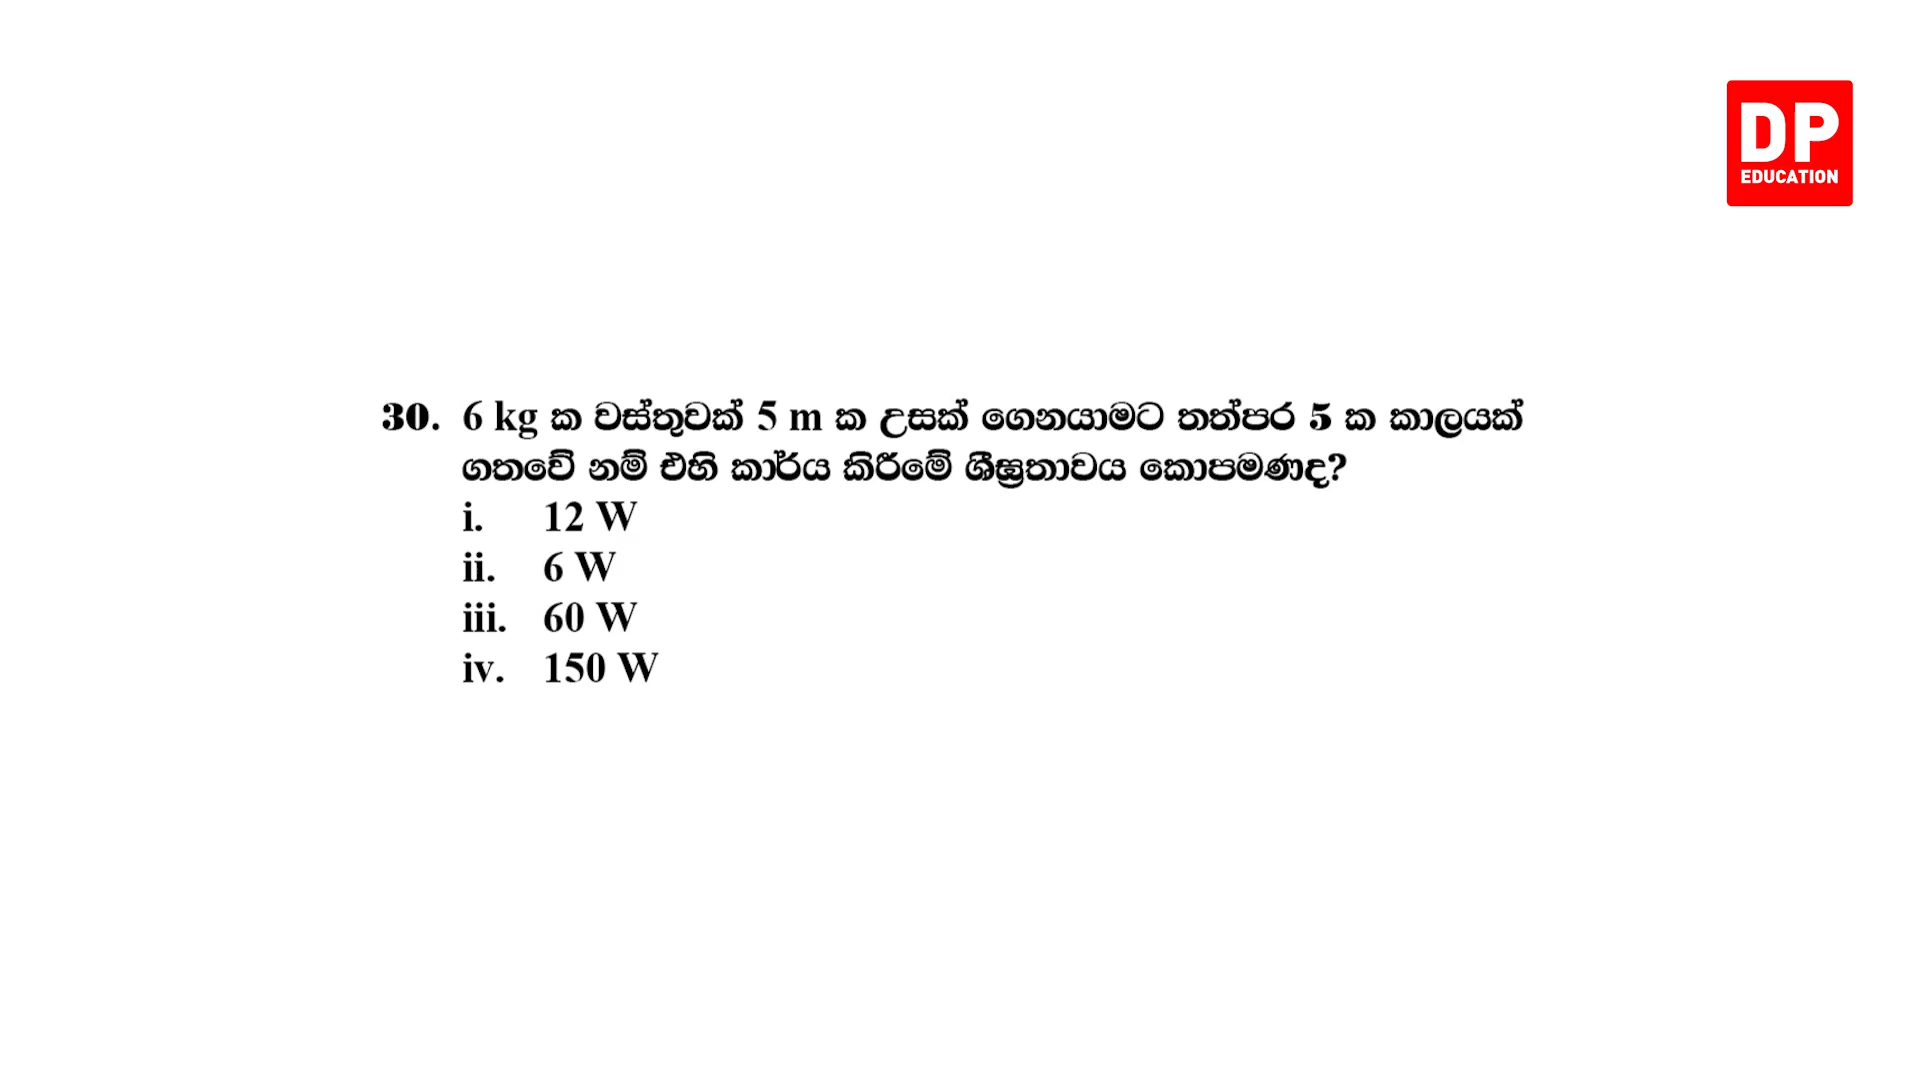 DP
EDUCATION
30. 6 kg ක වස්තුවක් 5 m ක උසක් ගෙනයාමට තත්පර 5 ක කාලයක්
ගතවේ නම් එහි කාර්ය කිරීමේ ශීඝ්‍රතාවය කොපමණද?
i. 12 W
ii. 6 W
iii. 60 W
iv. 150 W